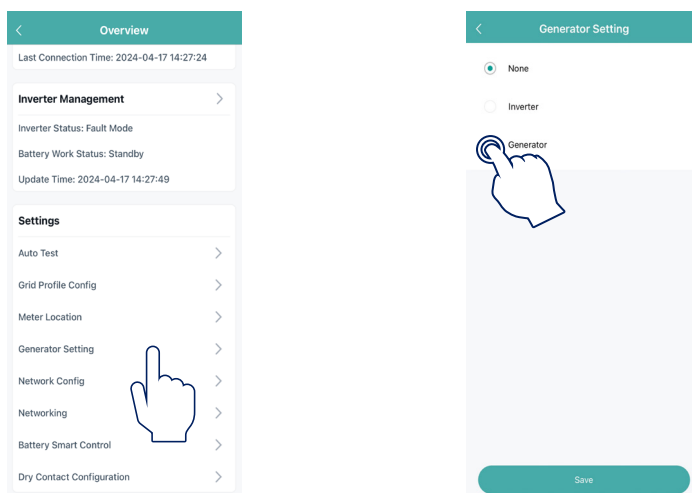 Overview
Last Connection Time: 2024-04-17 14:27:24
Inverter Management
Inverter Status: Fault Mode
Battery Work Status: Standby
Update Time: 2024-04-17 14:27:49
Settings
Auto Test
Grid Profile Config
Meter Location
Generator Setting
Network Config
Networking
Battery Smart Control
Dry Contact Configuration
Generator Setting
None
Inverter
Generator
Save